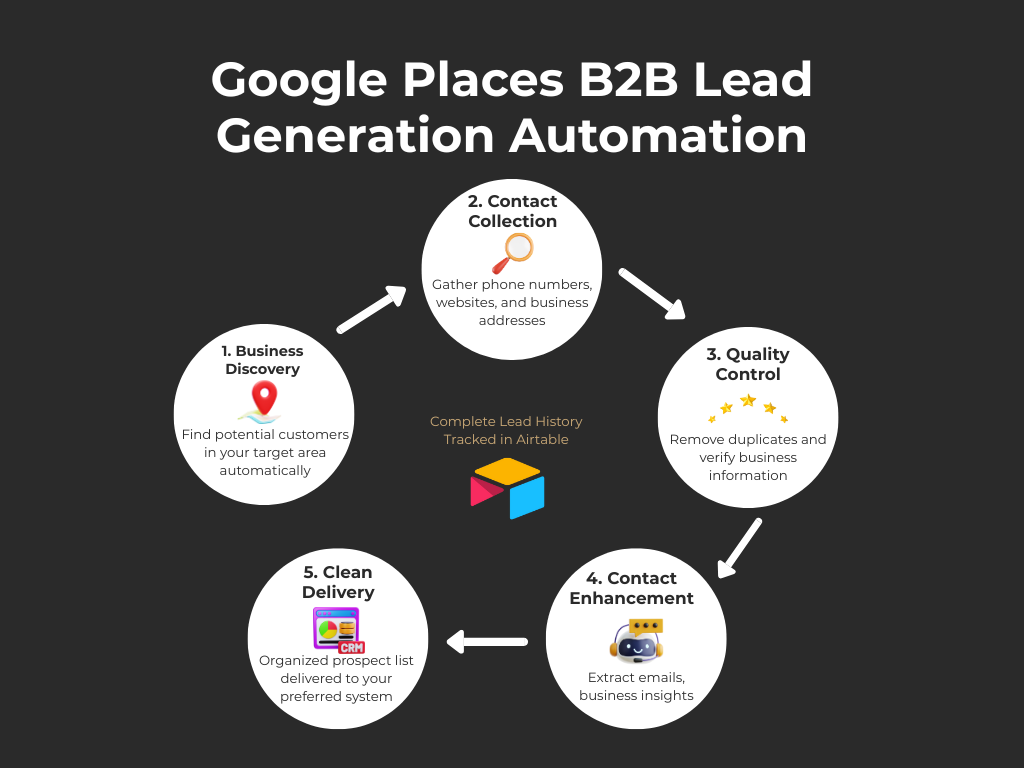 Google Places B2B Lead
Generation Automation
2. Contact
Collection
Gather phone numbers,
websites, and business
addresses
1. Business
Discovery
Find potential customers
in your target area
automatically
3. Quality
Control
Remove duplicates and
verify business
information
Complete Lead History
Tracked in Airtable
5. Clean
Delivery
CRM
Organized prospect list
delivered to your
preferred system
4. Contact
Enhancement
Extract emails,
business insights